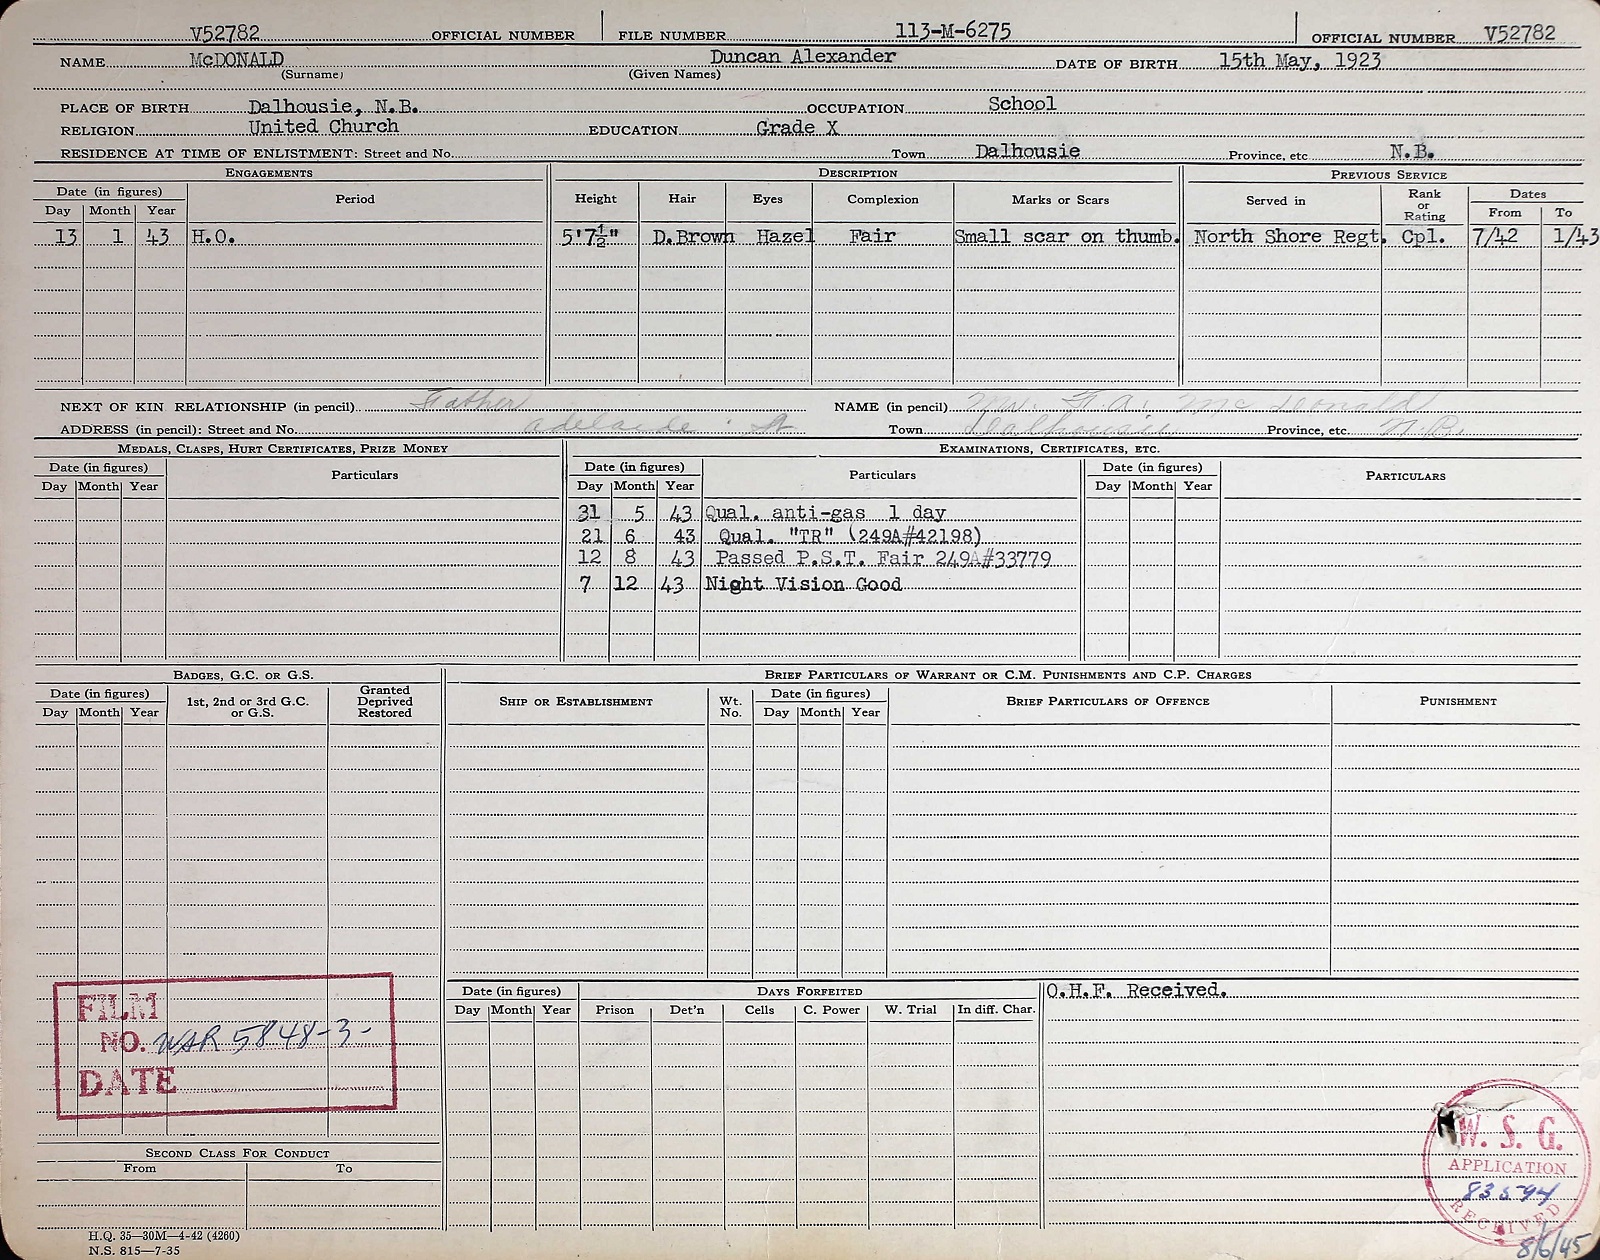 V52782 OFFICIAL NUMBER FILE NUMBER 113-M-6275 OFFICIAL NUMBER V52782
NAME McDONALD Duncan Alexander DATE OF BIRTH 15th May, 1923
(Surname) (Given Names)
PLACE OF BIRTH Dalhousie, N.B. OCCUPATION School
RELIGION United Church EDUCATION Grade X
RESIDENCE AT TIME OF ENLISTMENT: Street and No. Town Dalhousie Province, etc N.B.
ENGAGEMENTS DESCRIPTION PREVIOUS SERVICE
Date (in figures) Period Height Hair Eyes Complexion Marks or Scars Served in Rank or Rating Dates
Day Month Year From To
13 1 43 H.O. 5'7½" D.Brown Hazel Fair Small scar on thumb. North Shore Regt. Cpl. 7/42 1/43
NEXT OF KIN RELATIONSHIP (in pencil) Father NAME (in pencil) Mr. F.A. McDonald
ADDRESS (in pencil): Street and No. Adelaide St Town Dalhousie Province, etc. N.B.
MEDALS, CLASPS, HURT CERTIFICATES, PRIZE MONEY EXAMINATIONS, CERTIFICATES, ETC.
Date (in figures) Particulars Date (in figures) Particulars Date (in figures) PARTICULARS
Day Month Year Day Month Year Day Month Year
31 5 43 Qual. anti-gas 1 day
21 6 43 Qual. "TR" (249A#42198)
12 8 43 Passed P.S.T. Fair 249A#33779
7 12 43 Night Vision Good
BADGES, G.C. OR G.S. BRIEF PARTICULARS OF WARRANT OR C.M. PUNISHMENTS AND C.P. CHARGES
Date (in figures) 1st, 2nd or 3rd G.C. or G.S. Granted Deprived Restored SHIP OR ESTABLISHMENT Wt. No. Date (in figures) BRIEF PARTICULARS OF OFFENCE PUNISHMENT
Day Month Year Day Month Year
Date (in figures) DAYS FORFEITED O.H.F. Received.
Day Month Year Prison Det'n Cells C. Power W. Trial In diff. Char.
FILM
NO. WAR 5848-3-
DATE
W. S. G.
APPLICATION
83594
RECEIVED
8/6/45
SECOND CLASS FOR CONDUCT
From To
H.Q. 35—30M—4-42 (4260)
N.S. 815—7-35